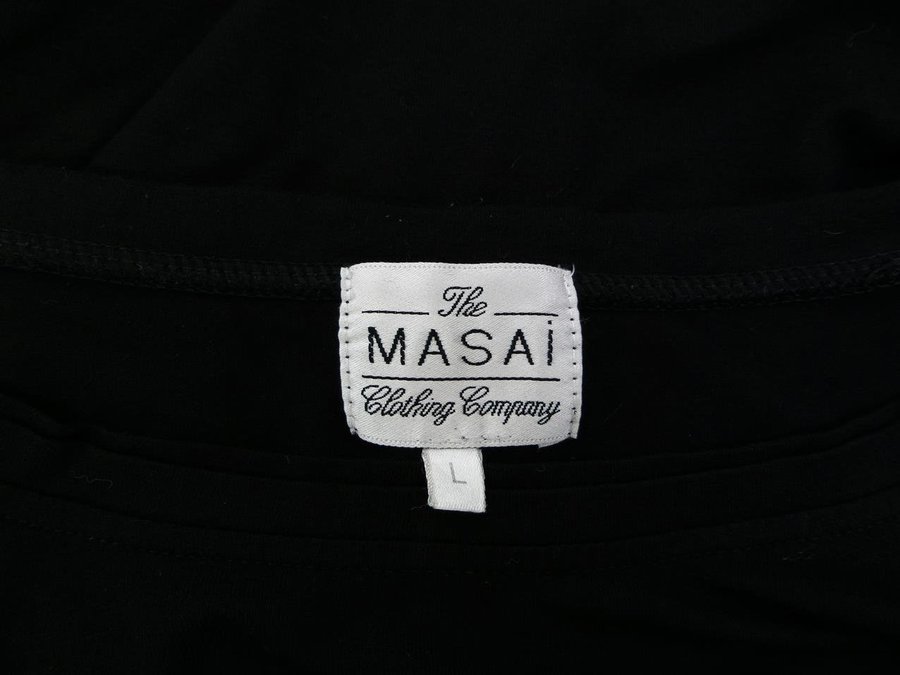 The
MASAi
Clothing Company
L